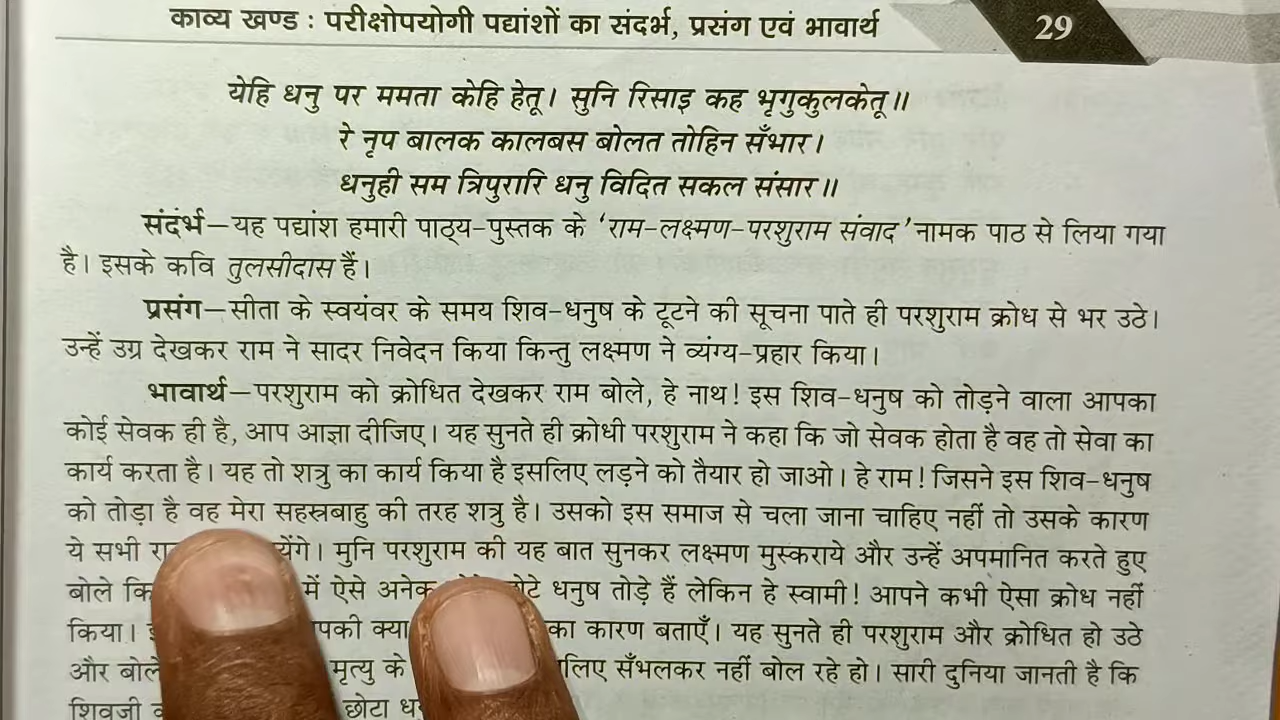 काव्य खण्ड : परीक्षोपयोगी पद्यांशों का संदर्भ, प्रसंग एवं भावार्थ 29
येहि धनु पर ममता केहि हेतू। सुनि रिसाइ कह भृगुकुलकेतू॥
रे नृप बालक कालबस बोलत तोहिन सँभार।
धनुही सम त्रिपुरारि धनु विदित सकल संसार॥
संदर्भ—यह पद्यांश हमारी पाठ्य-पुस्तक के 'राम-लक्ष्मण-परशुराम संवाद' नामक पाठ से लिया गया
है। इसके कवि तुलसीदास हैं।
प्रसंग—सीता के स्वयंवर के समय शिव-धनुष के टूटने की सूचना पाते ही परशुराम क्रोध से भर उठे।
उन्हें उग्र देखकर राम ने सादर निवेदन किया किन्तु लक्ष्मण ने व्यंग्य-प्रहार किया।
भावार्थ—परशुराम को क्रोधित देखकर राम बोले, हे नाथ! इस शिव-धनुष को तोड़ने वाला आपका
कोई सेवक ही है, आप आज्ञा दीजिए। यह सुनते ही क्रोधी परशुराम ने कहा कि जो सेवक होता है वह तो सेवा का
कार्य करता है। यह तो शत्रु का कार्य किया है इसलिए लड़ने को तैयार हो जाओ। हे राम! जिसने इस शिव-धनुष
को तोड़ा है वह मेरा सहस्रबाहु की तरह शत्रु है। उसको इस समाज से चला जाना चाहिए नहीं तो उसके कारण
ये सभी मुनि परशुराम की यह बात सुनकर लक्ष्मण मुस्कराये और उन्हें अपमानित करते हुए
बोले कि में ऐसे अनेक धनुष तोड़े हैं लेकिन हे स्वामी! आपने कभी ऐसा क्रोध नहीं
किया। क्या का कारण बताएँ। यह सुनते ही परशुराम और क्रोधित हो उठे
और बोले मृत्यु के सँभलकर नहीं बोल रहे हो। सारी दुनिया जानती है कि
शिवजी छोटा